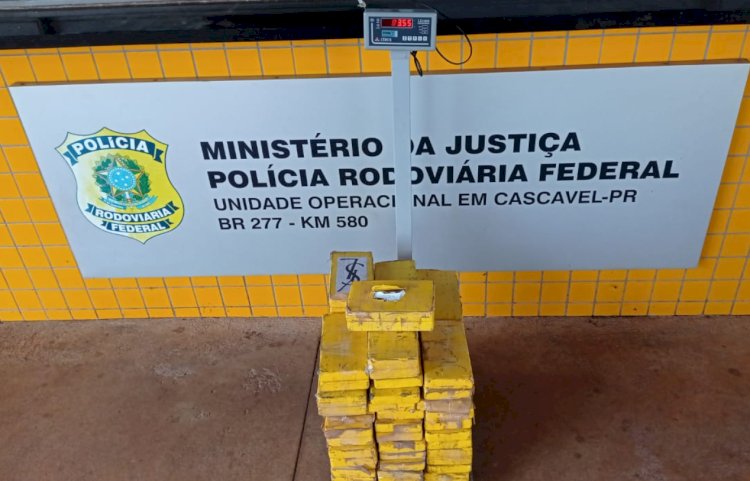 POLÍCIA
RODOVIÁRIA
FEDERAL
MINISTÉRIO DA JUSTIÇA
POLÍCIA RODOVIÁRIA FEDERAL
UNIDADE OPERACIONAL EM CASCAVEL-PR
BR 277 - KM 580